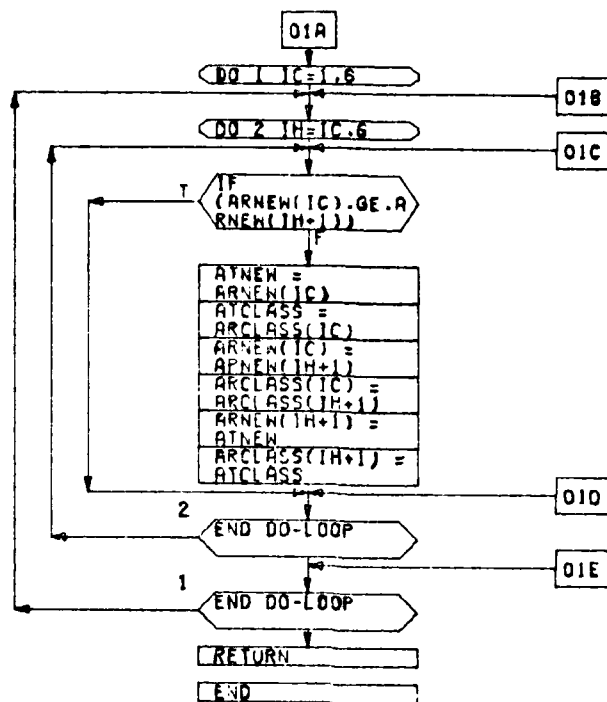 01A
DO 1 IC=1,6
01B
DO 2 IH=IC,6
01C
T
IF
(ARNEW(IC).GE.A
RNEW(IH+1))
F
ATNEW =
ARNEW(IC)
ATCLASS =
ARCLASS(IC)
ARNEW(IC) =
ARNEW(IH+1)
ARCLASS(IC) =
ARCLASS(IH+1)
ARNEW(IH+1) =
ATNEW
ARCLASS(IH+1) =
ATCLASS
01D
2
END DO-LOOP
01E
1
END DO-LOOP
RETURN
END